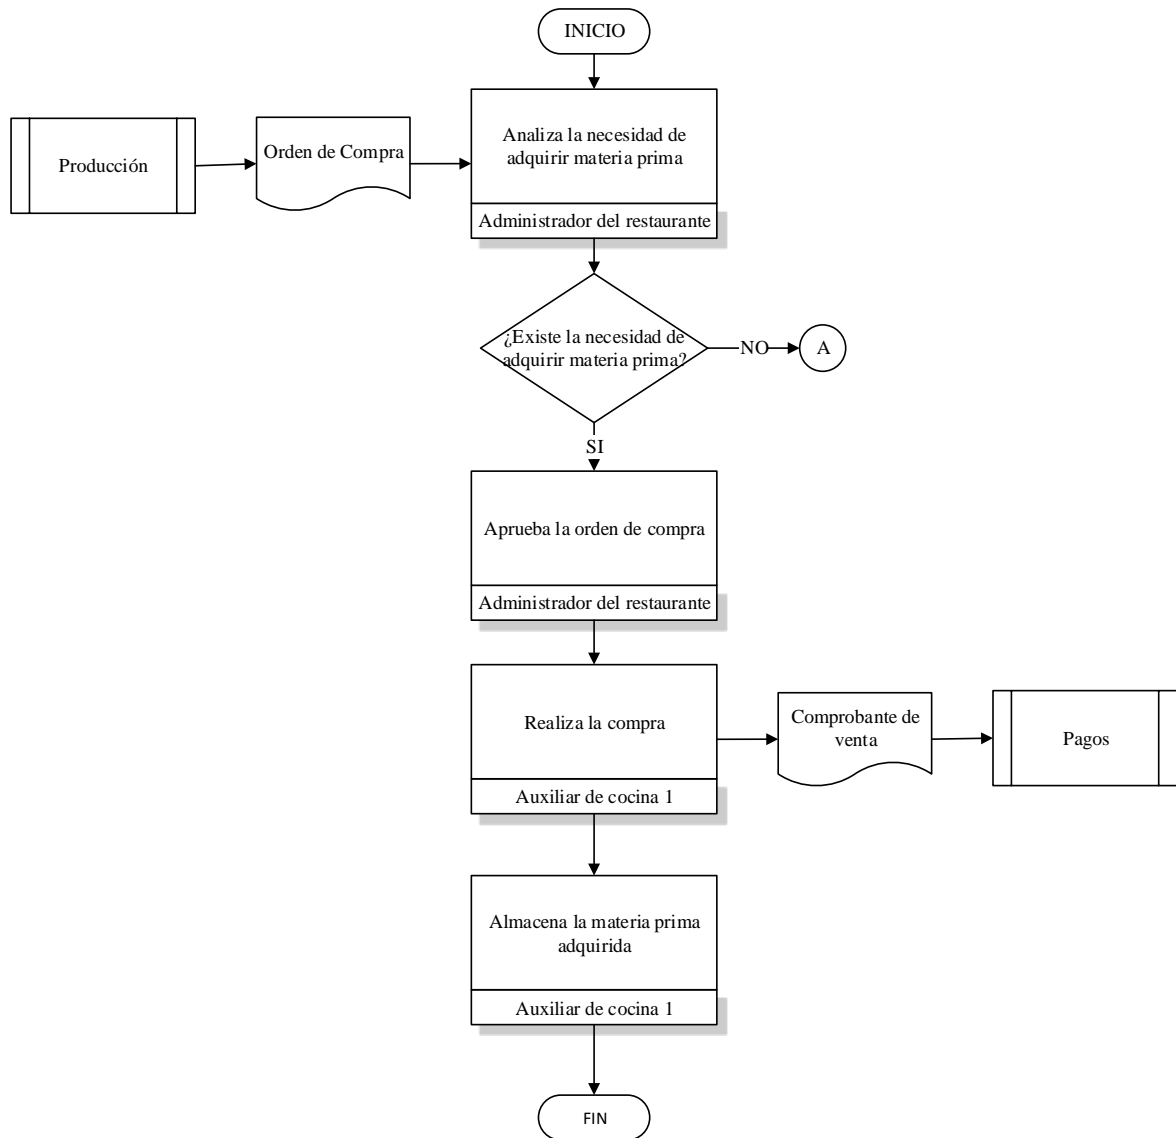 INICIO
Analiza la necesidad de
adquirir materia prima
Administrador del restaurante
Producción
Orden de Compra
¿Existe la necesidad de
adquirir materia prima?
NO
A
SI
Aprueba la orden de compra
Administrador del restaurante
Realiza la compra
Auxiliar de cocina 1
Comprobante de
venta
Pagos
Almacena la materia prima
adquirida
Auxiliar de cocina 1
FIN